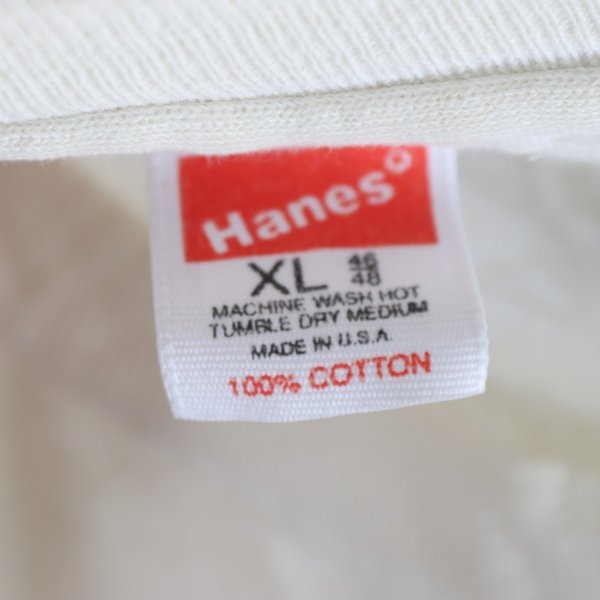 Hanes®
XL 46/48
MACHINE WASH HOT
TUMBLE DRY MEDIUM
MADE IN U.S.A.
100% COTTON